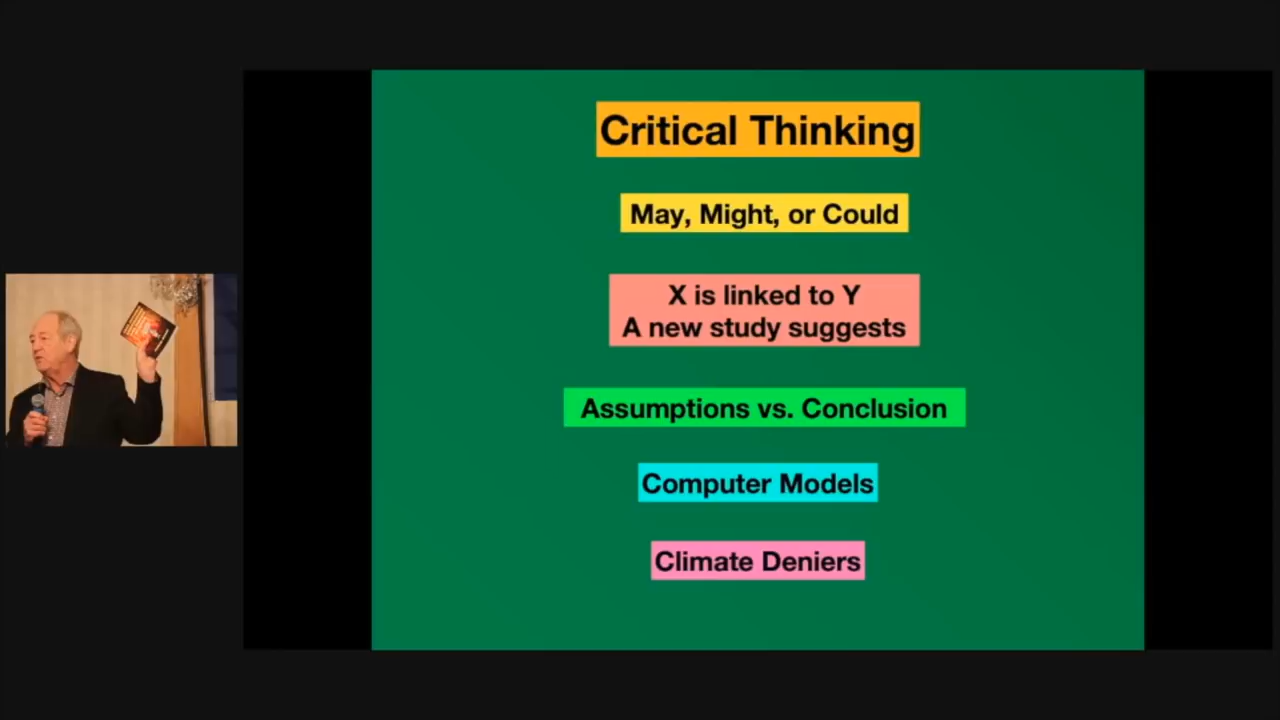 Critical Thinking
May, Might, or Could
X is linked to Y
A new study suggests
Assumptions vs. Conclusion
Computer Models
Climate Deniers